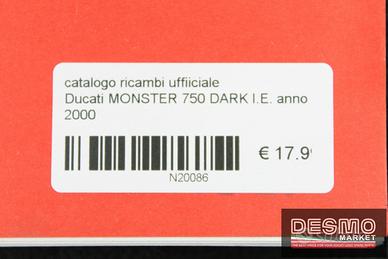 catalogo ricambi uffiiciale
Ducati MONSTER 750 DARK I.E. anno
2000
€ 17.9
N20086
DESMO
MARKET